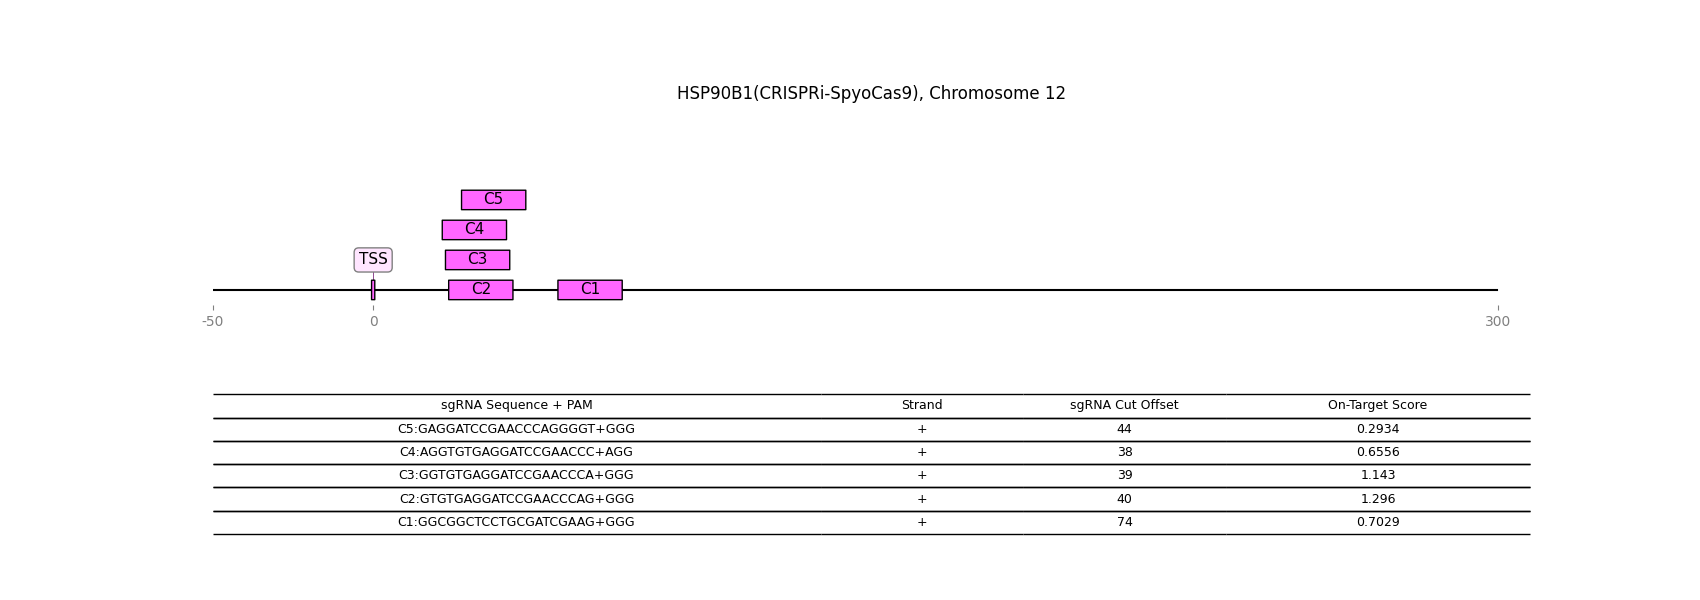 HSP90B1(CRISPRi-SpyoCas9), Chromosome 12
C5
C4
TSS C3
C2 C1
-50 0 300
sgRNA Sequence + PAM Strand sgRNA Cut Offset On-Target Score
C5:GAGGATCCGAACCCAGGGGT+GGG + 44 0.2934
C4:AGGTGTGAGGATCCGAACCC+AGG + 38 0.6556
C3:GGTGTGAGGATCCGAACCCA+GGG + 39 1.143
C2:GTGTGAGGATCCGAACCCAG+GGG + 40 1.296
C1:GGCGGCTCCTGCGATCGAAG+GGG + 74 0.7029